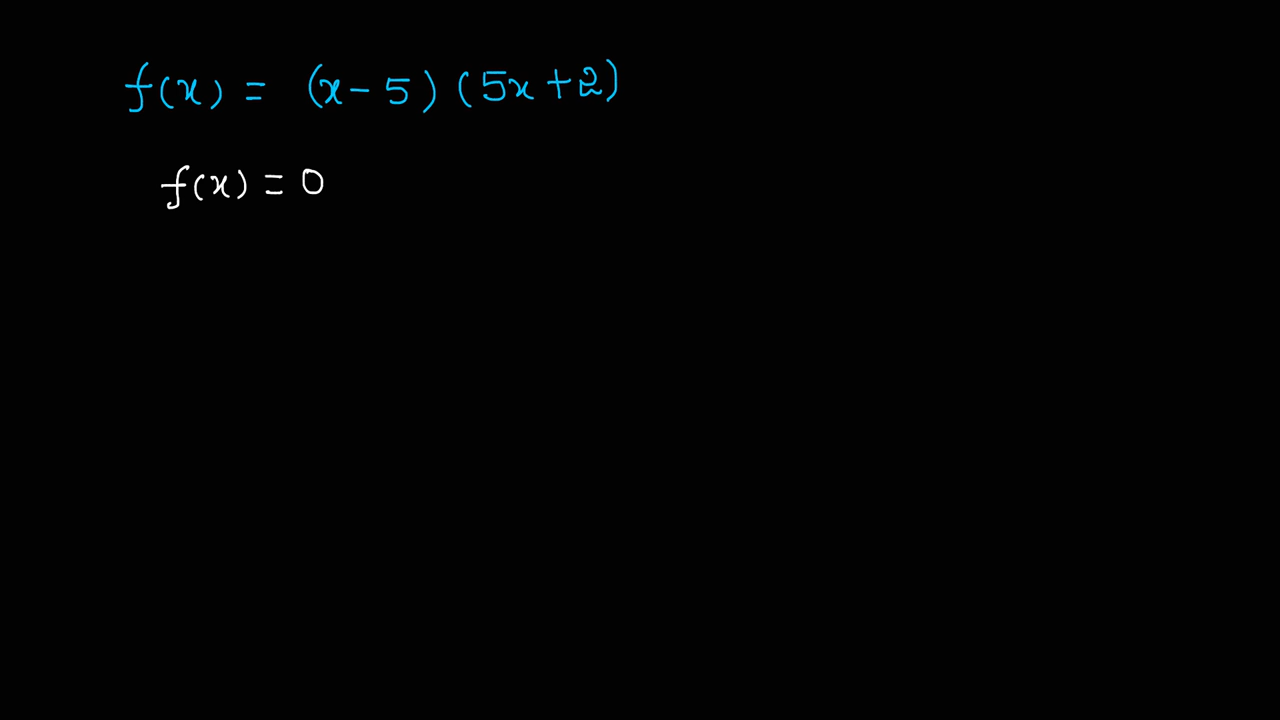 f(x) = (x-5) (5x+2)
f(x) = 0